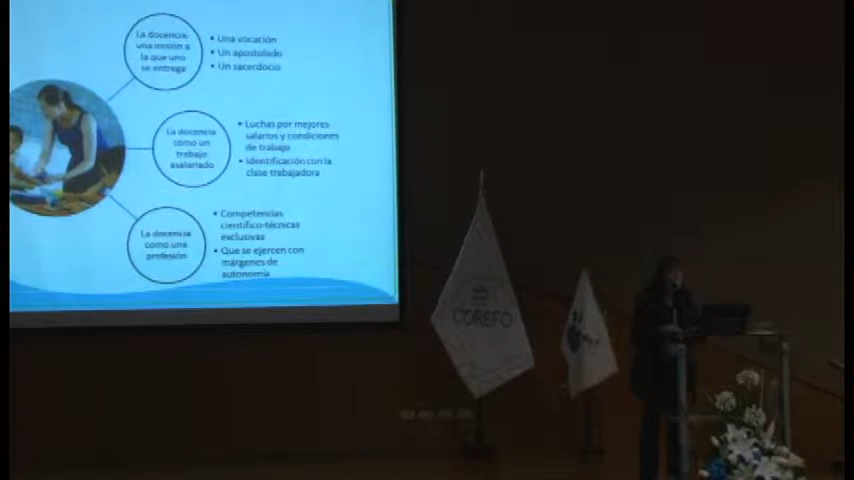 La docencia,
una misión a
la que uno
se entrega
• Una vocación
• Un apostolado
• Un sacerdocio
La docencia
como un
trabajo
asalariado
• Luchas por mejores
salarios y condiciones
de trabajo
• Identificación con la
clase trabajadora
La docencia
como una
profesión
• Competencias
científico-técnicas
exclusivas
• Que se ejercen con
márgenes de
autonomía
COREFO